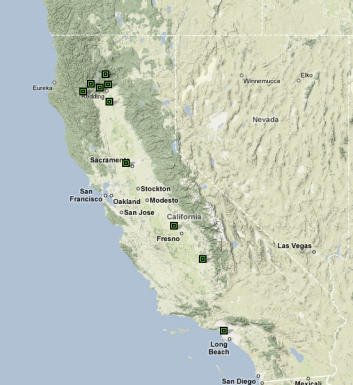 Eureka
Redding
Winnemucca
Elko
Nevada
Sacramento
San
Francisco
Oakland
Stockton
Modesto
San Jose
California
Fresno
Las Vegas
Long
Beach
San Diego
Mexicali